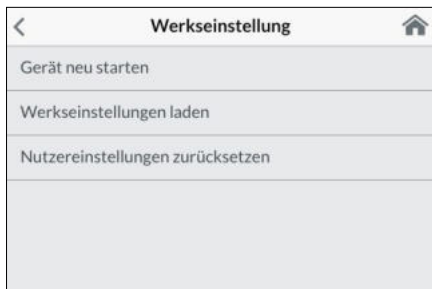 Werkseinstellung
Gerät neu starten
Werkseinstellungen laden
Nutzereinstellungen zurücksetzen